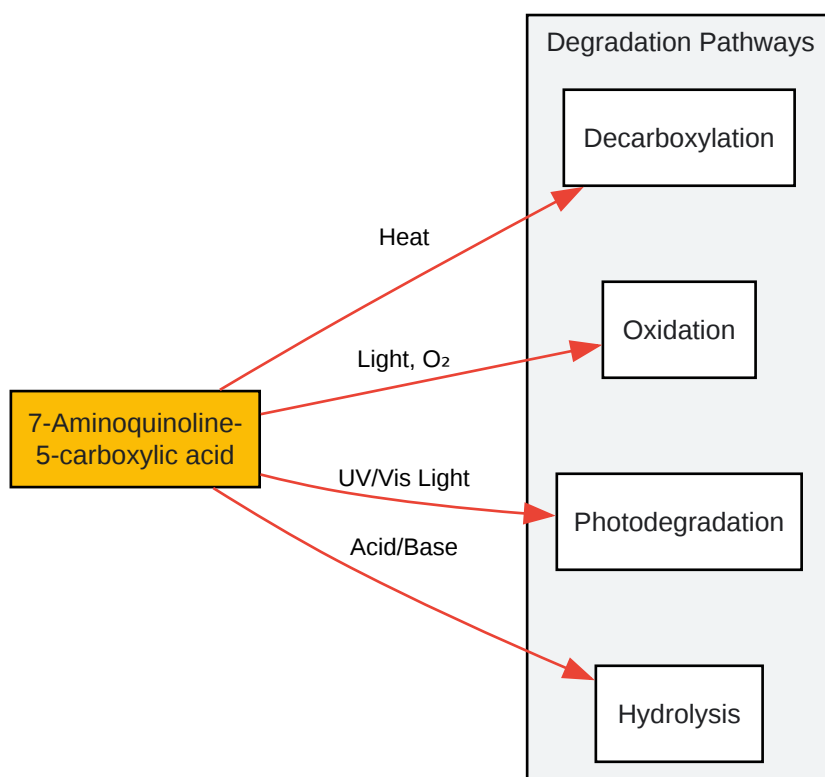 Degradation Pathways
Decarboxylation
Heat
Oxidation
Light, O₂
7-Aminoquinoline-
5-carboxylic acid
UV/Vis Light
Photodegradation
Acid/Base
Hydrolysis